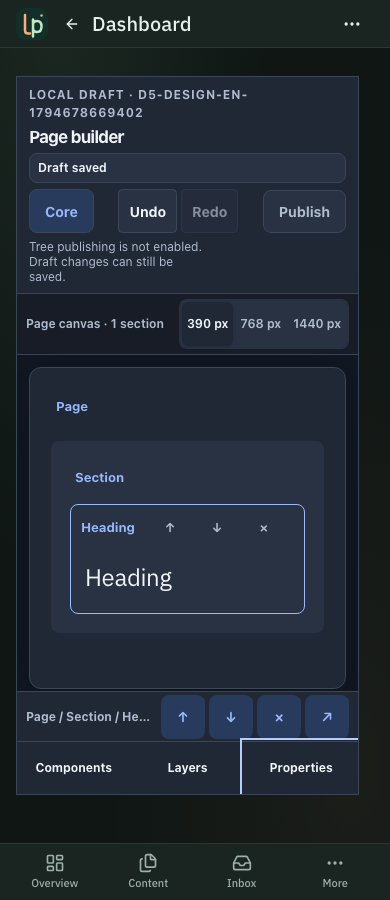 lp
← Dashboard ...
LOCAL DRAFT · D5-DESIGN-EN-
1794678669402
Page builder
Draft saved
Core Undo Redo Publish
Tree publishing is not enabled.
Draft changes can still be
saved.
Page canvas · 1 section 390 px 768 px 1440 px
Page
Section
Heading ↑ ↓ ×
Heading
Page / Section / He... ↑ ↓ × ↗
Components Layers Properties
Overview Content Inbox More